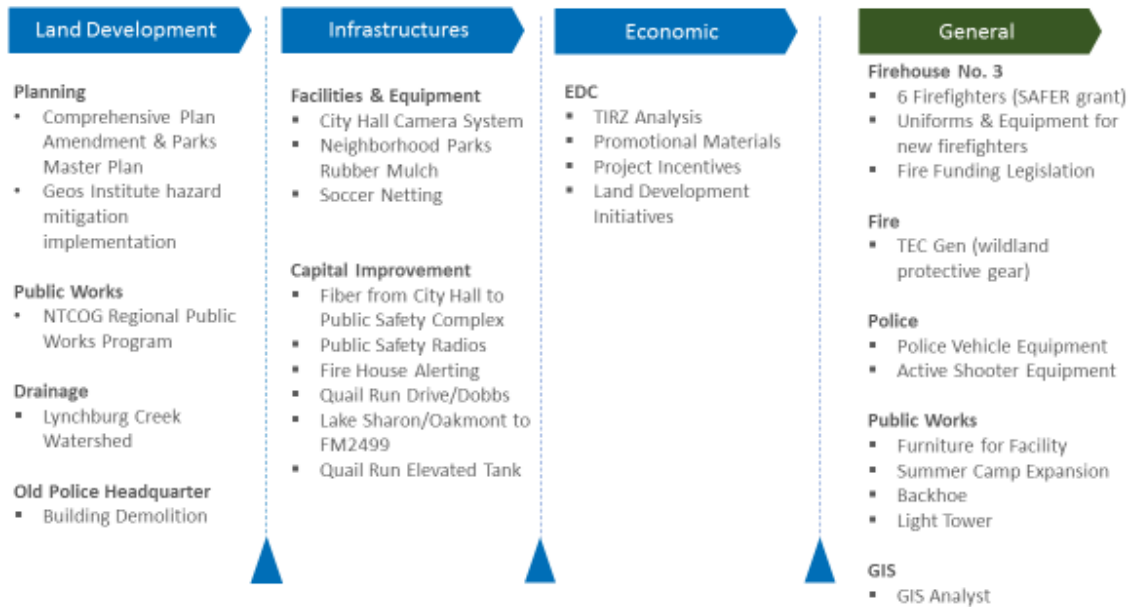 Land Development
Planning
• Comprehensive Plan
Amendment & Parks
Master Plan
• Geos Institute hazard
mitigation
implementation
Public Works
• NTCOG Regional Public
Works Program
Drainage
▪ Lynchburg Creek
Watershed
Old Police Headquarter
▪ Building Demolition
Infrastructures
Facilities & Equipment
▪ City Hall Camera System
▪ Neighborhood Parks
Rubber Mulch
▪ Soccer Netting
Capital Improvement
▪ Fiber from City Hall to
Public Safety Complex
▪ Public Safety Radios
▪ Fire House Alerting
▪ Quail Run Drive/Dobbs
▪ Lake Sharon/Oakmont to
FM2499
▪ Quail Run Elevated Tank
Economic
EDC
▪ TIRZ Analysis
▪ Promotional Materials
▪ Project Incentives
▪ Land Development
Initiatives
General
Firehouse No. 3
▪ 6 Firefighters (SAFER grant)
▪ Uniforms & Equipment for
new firefighters
▪ Fire Funding Legislation
Fire
▪ TEC Gen (wildland
protective gear)
Police
▪ Police Vehicle Equipment
▪ Active Shooter Equipment
Public Works
▪ Furniture for Facility
▪ Summer Camp Expansion
▪ Backhoe
▪ Light Tower
GIS
▪ GIS Analyst